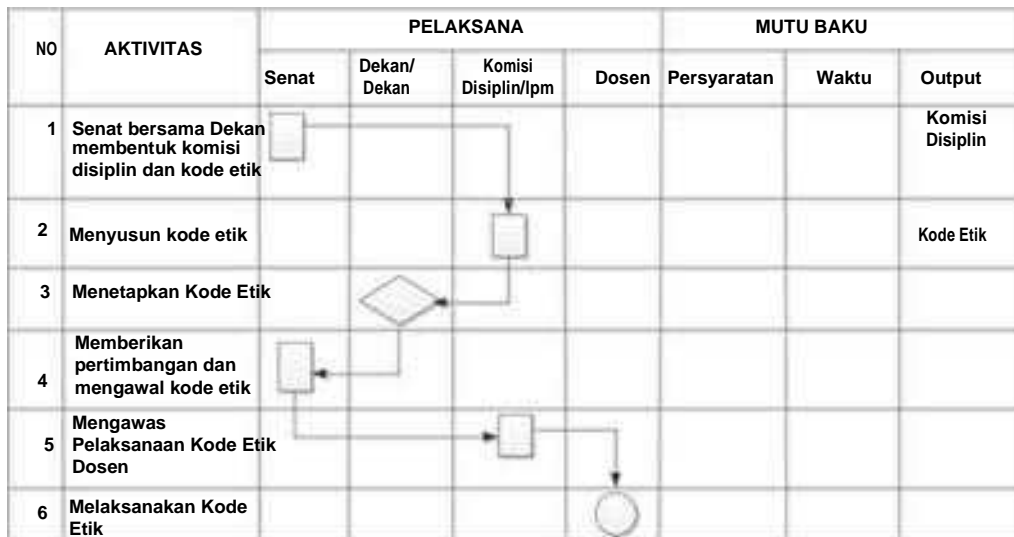 NO
AKTIVITAS
PELAKSANA
MUTU BAKU
Senat
Dekan/
Dekan
Komisi
Disiplin/lpm
Dosen
Persyaratan
Waktu
Output
1
Senat bersama Dekan
membentuk komisi
disiplin dan kode etik
Komisi
Disiplin
2
Menyusun kode etik
Kode Etik
3
Menetapkan Kode Etik
4
Memberikan
pertimbangan dan
mengawal kode etik
5
Mengawas
Pelaksanaan Kode Etik
Dosen
6
Melaksanakan Kode
Etik